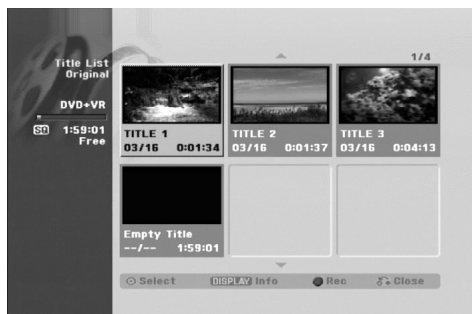 Title List
Original
1/4
DVD+VR
SQ 1:59:01
Free
TITLE 1
03/16 0:01:34
TITLE 2
03/16 0:01:37
TITLE 3
03/16 0:04:13
Empty Title
--/-- 1:59:01
Select DISPLAY Info Rec Close